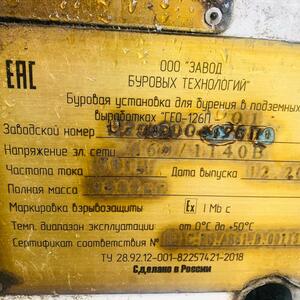 EAC
ООО "ЗАВОД
БУРОВЫХ ТЕХНОЛОГИЙ"
Буровая установка для бурения в подземных
выработках "ГЕО-126П
Заводской номер
Напряжение эл. сети
Частота тока
Дата выпуска
Полная масса
Маркировка взрывозащиты Ex I Mb c
Темп. диапазон эксплуатации от 0°С до +50°С
Сертификат соответствия №
ТУ 28.92.12-001-82257421-2018
Сделано в России